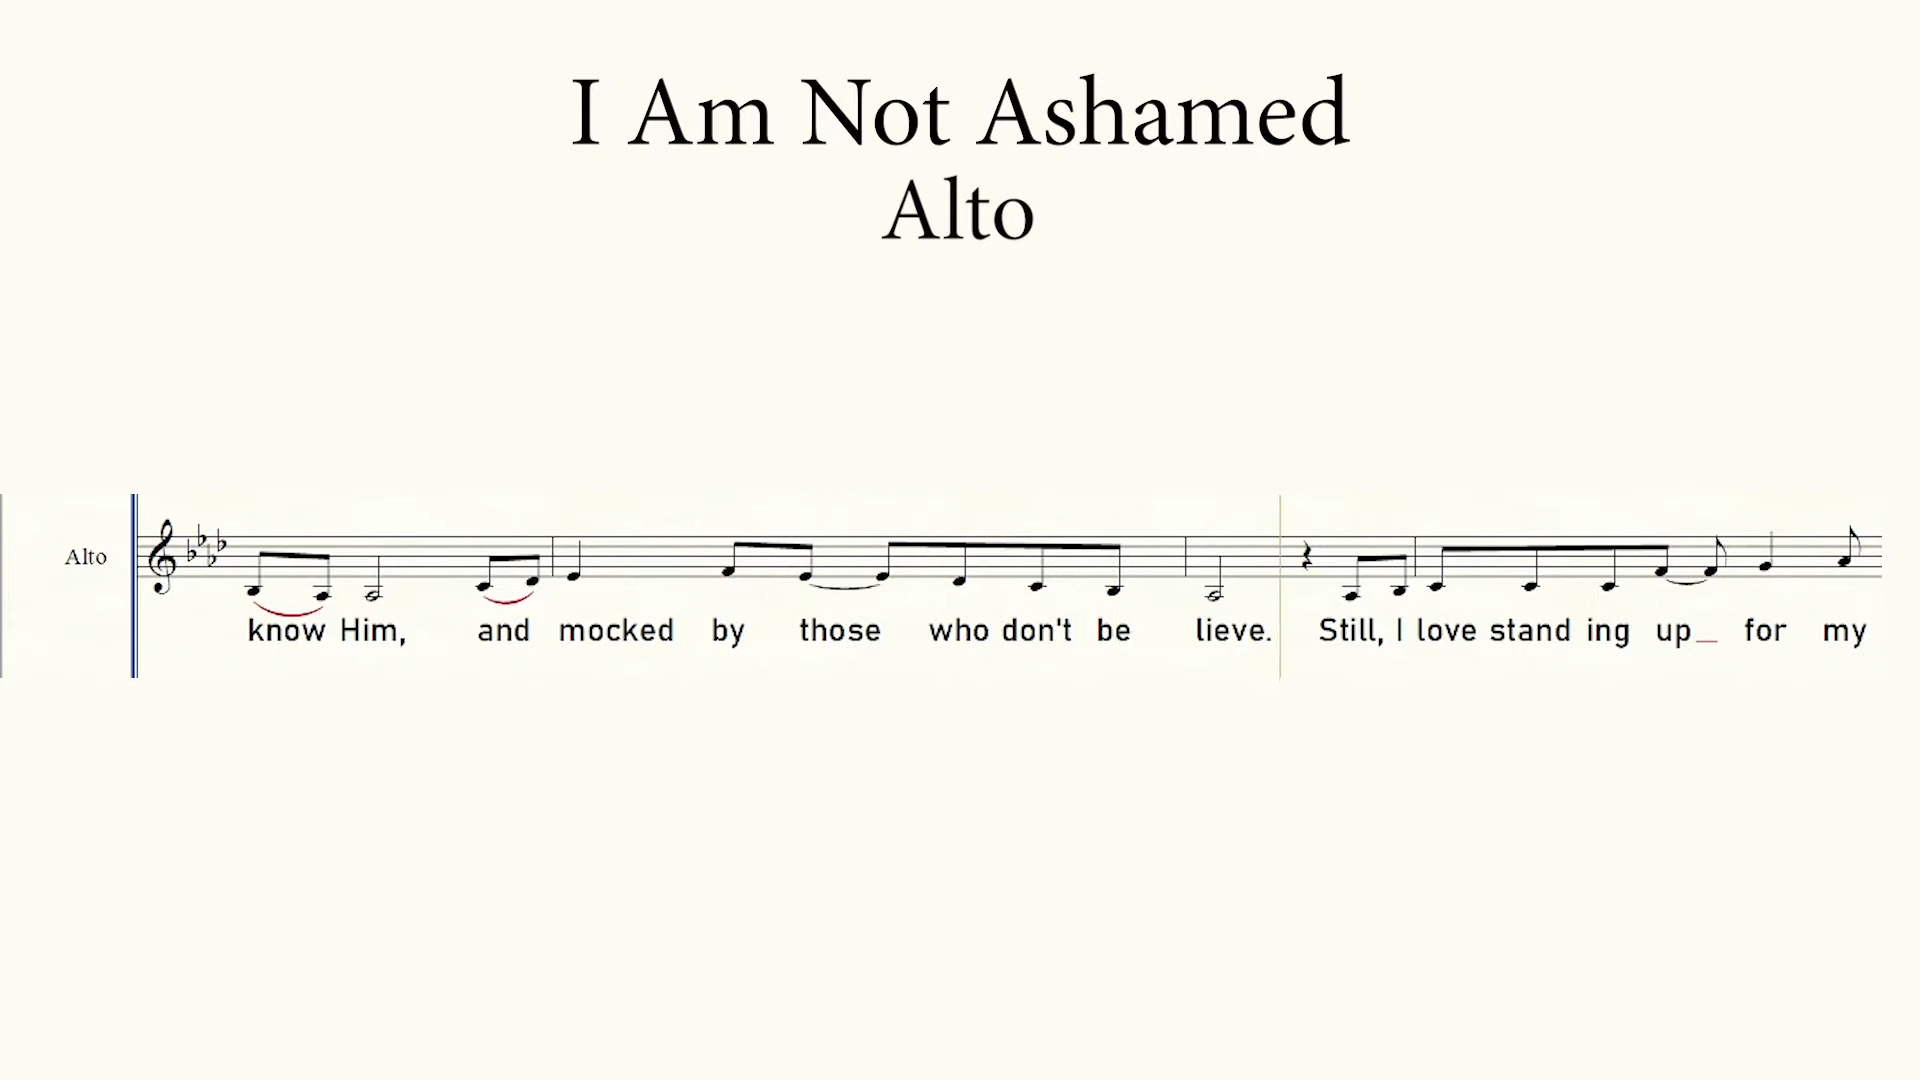 I Am Not Ashamed
Alto
Alto
know Him, and mocked by those who don't be lieve. Still, I love stand ing up_ for my